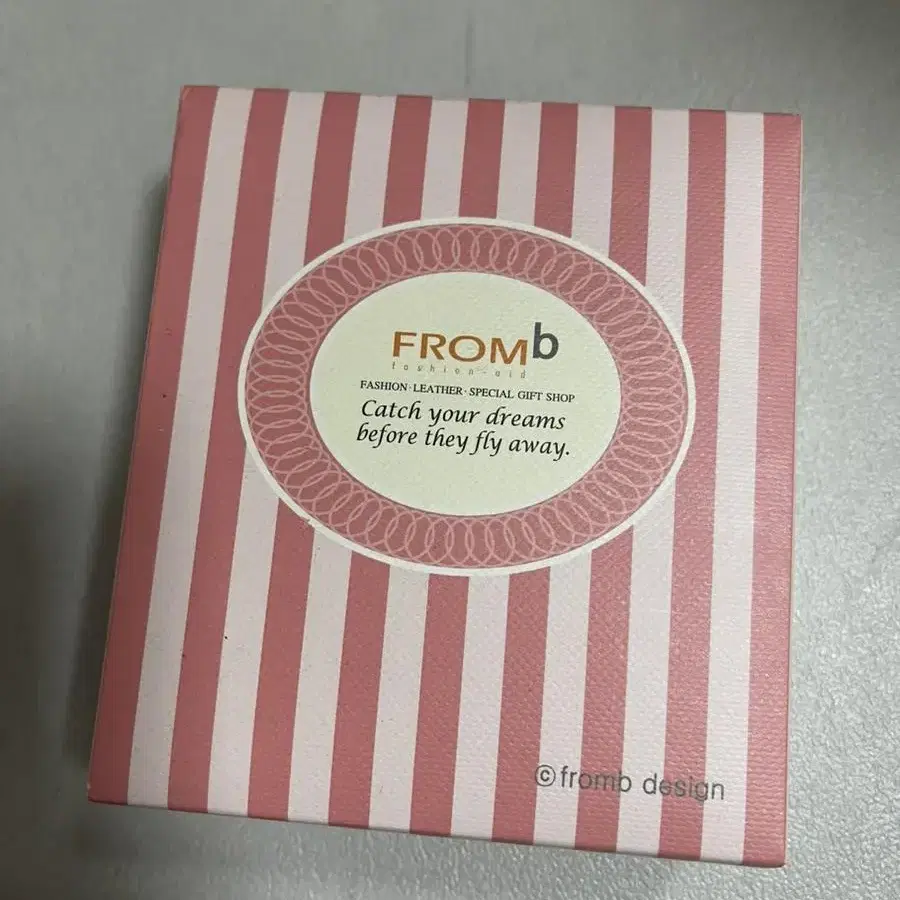 FROMb
fashion-aid
FASHION·LEATHER·SPECIAL GIFT SHOP
Catch your dreams
before they fly away.
©fromb design